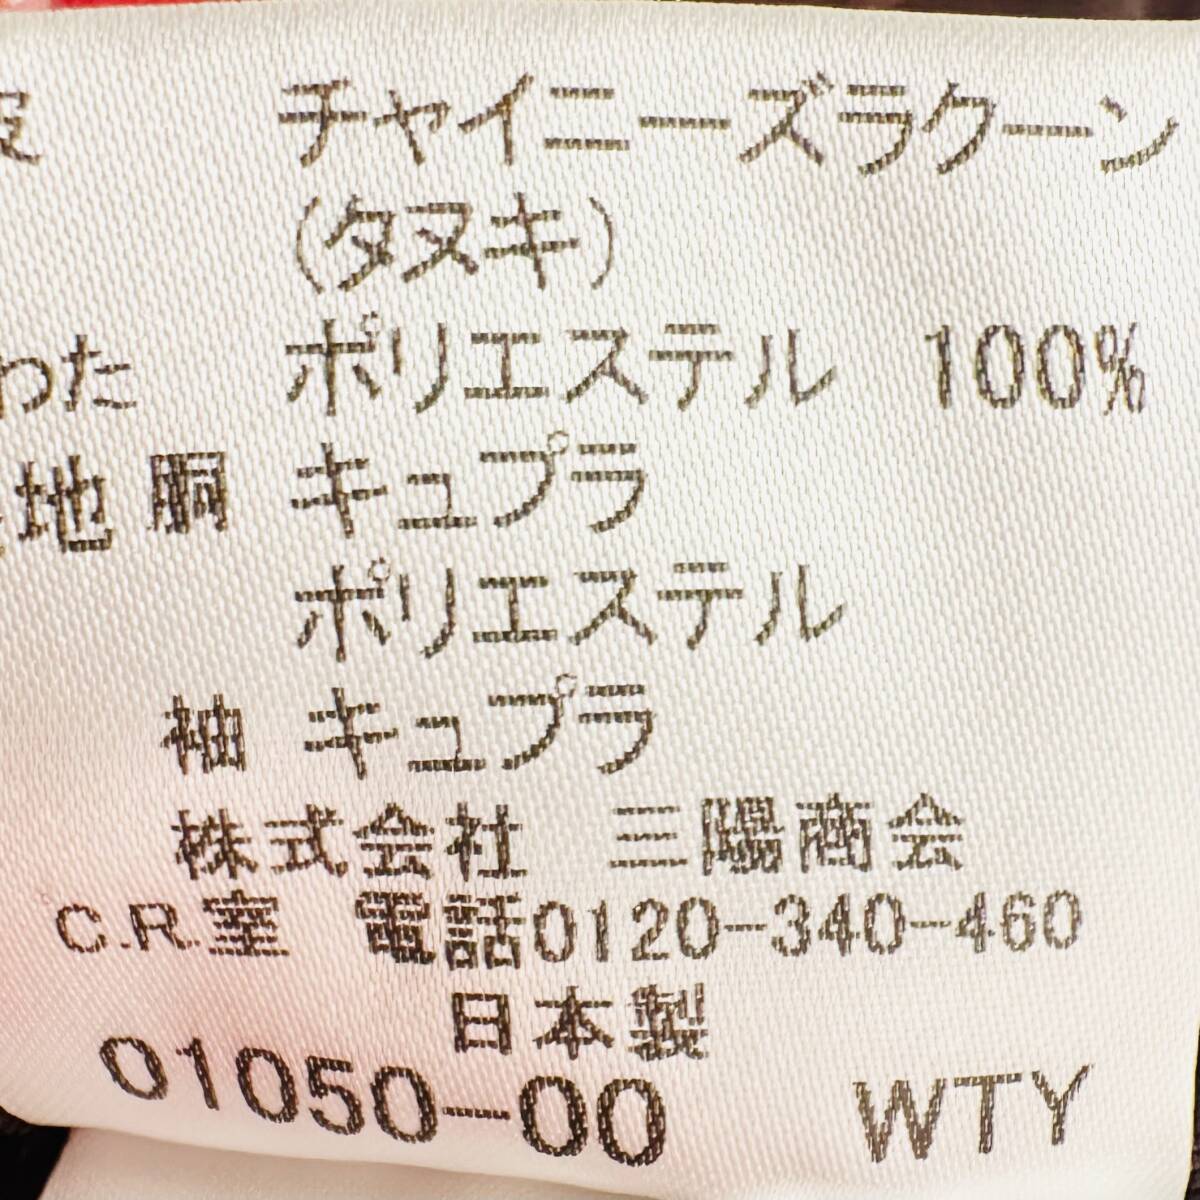 チャイニーズラクーン
(タヌキ)
わた ポリエステル 100%
地 胴 キュプラ
ポリエステル
袖 キュプラ
株式会社 三陽商会
C.R.室 電話0120-340-460
日本製
01050-00 WTY